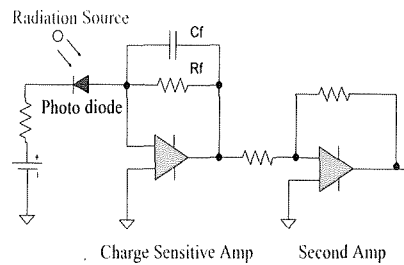 Radiation Source
Cf
Rf
Photo diode
+
Charge Sensitive Amp
Second Amp